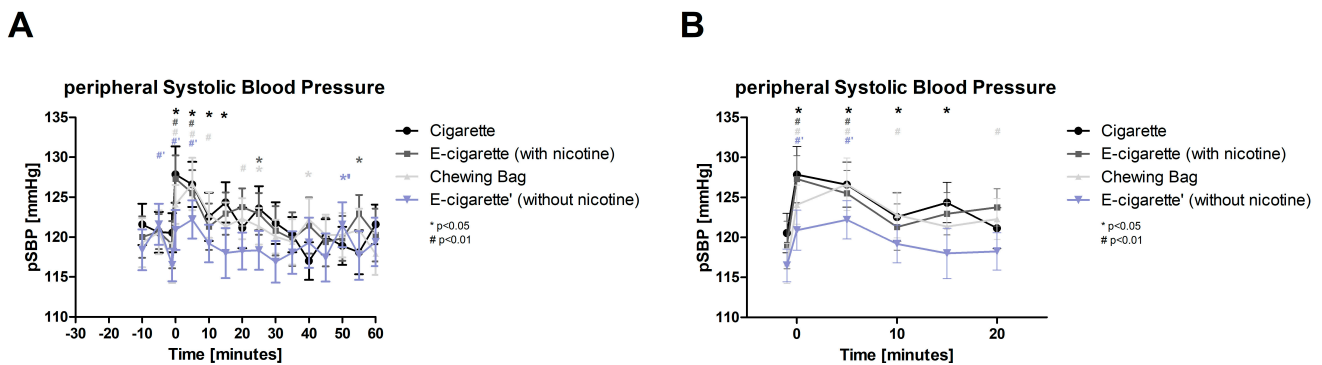 A
B
peripheral Systolic Blood Pressure
peripheral Systolic Blood Pressure
pSBP [mmHg]
135
130
125
120
115
110
* * * *
# #
# # #
#' #' #'
# * * * *' *
-30 -20 -10 0 10 20 30 40 50 60
Time [minutes]
Cigarette
E-cigarette (with nicotine)
Chewing Bag
E-cigarette' (without nicotine)
* p<0.05
# p<0.01
pSBP [mmHg]
135
130
125
120
115
110
* * * *
# #
# # # #
#' #'
0 10 20
Time [minutes]
Cigarette
E-cigarette (with nicotine)
Chewing Bag
E-cigarette' (without nicotine)
* p<0.05
# p<0.01